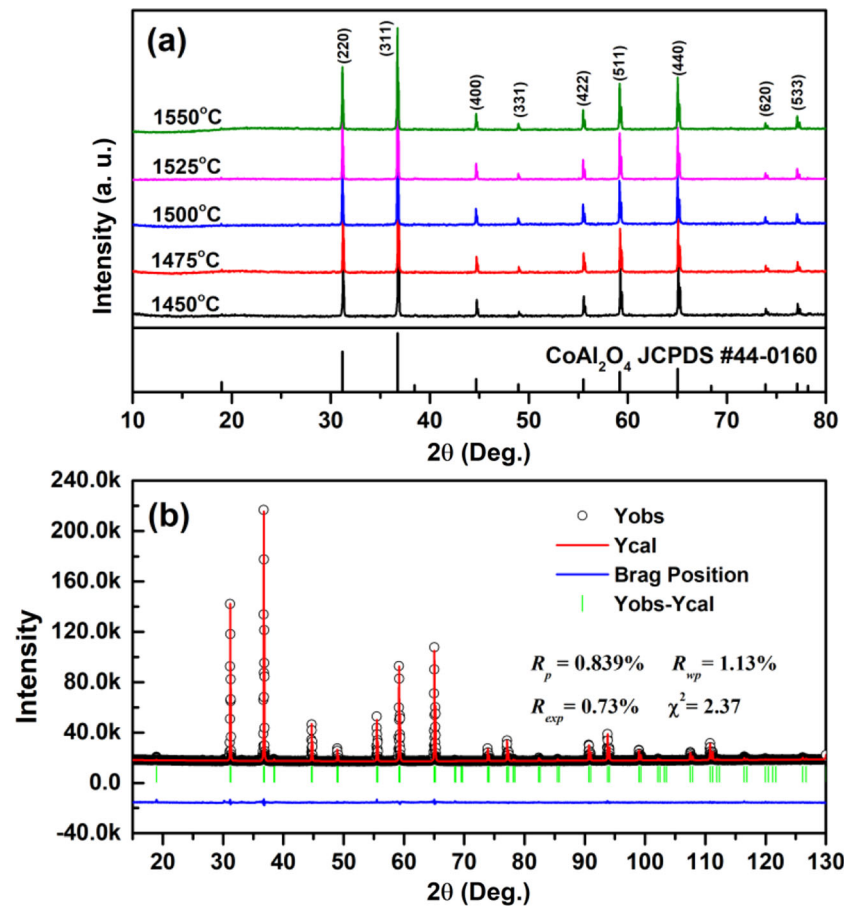 (a)
(220)
(311)
(400)
(331)
(422)
(511)
(440)
(620)
(533)
1550°C
1525°C
1500°C
1475°C
1450°C
Intensity (a. u.)
CoAl₂O₄ JCPDS #44-0160
10 20 30 40 50 60 70 80
2θ (Deg.)
(b)
240.0k
200.0k
160.0k
120.0k
80.0k
40.0k
0.0
-40.0k
Intensity
Yobs
Ycal
Brag Position
Yobs-Ycal
R_p = 0.839% R_wp = 1.13%
R_exp = 0.73% χ² = 2.37
20 30 40 50 60 70 80 90 100 110 120 130
2θ (Deg.)